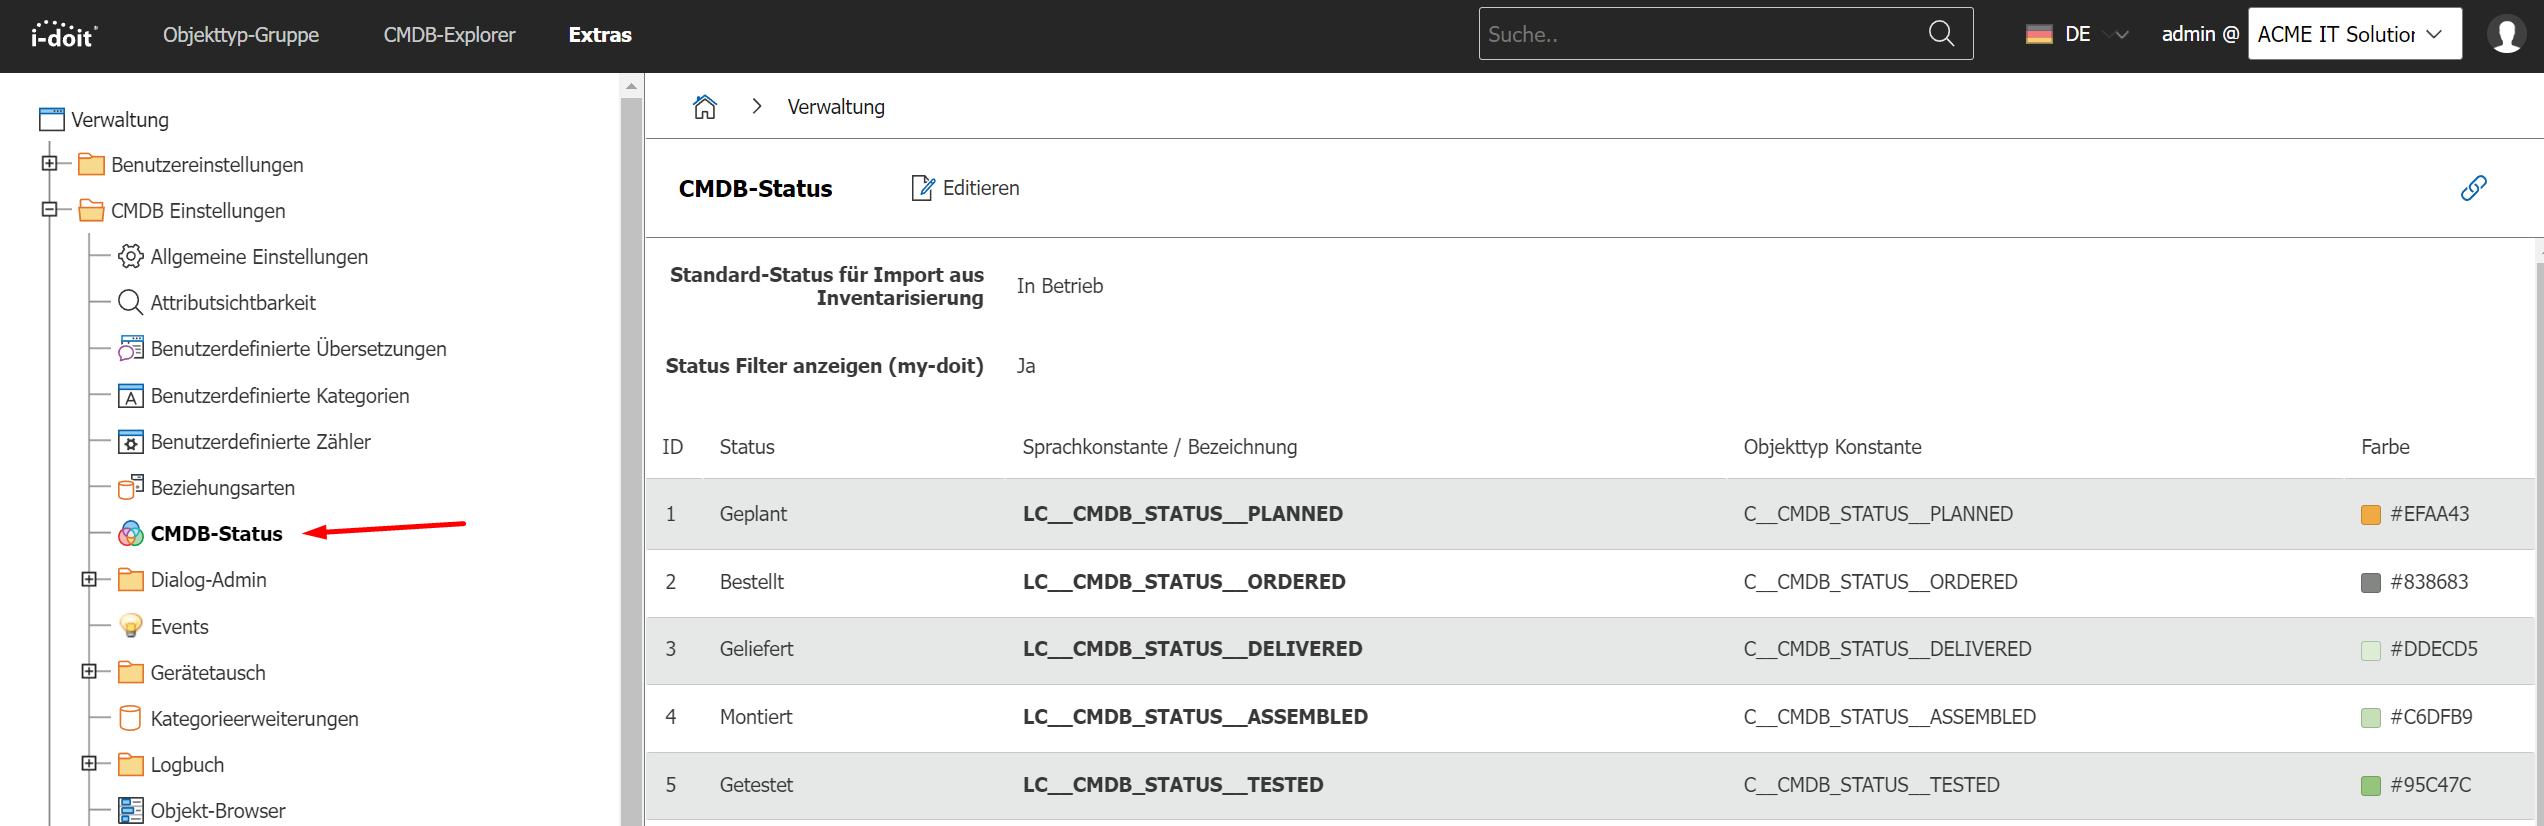 i-doit
Objekttyp-Gruppe
CMDB-Explorer
Extras
Suche..
DE
admin @
ACME IT Solution
Verwaltung
Benutzereinstellungen
CMDB Einstellungen
Allgemeine Einstellungen
Attributsichtbarkeit
Benutzerdefinierte Übersetzungen
Benutzerdefinierte Kategorien
Benutzerdefinierte Zähler
Beziehungsarten
CMDB-Status
Dialog-Admin
Events
Gerätetausch
Kategorieerweiterungen
Logbuch
Objekt-Browser
Verwaltung
CMDB-Status
Editieren
Standard-Status für Import aus
Inventarisierung
In Betrieb
Status Filter anzeigen (my-doit)
Ja
ID Status Sprachkonstante / Bezeichnung Objekttyp Konstante Farbe
1 Geplant LC__CMDB_STATUS__PLANNED C__CMDB_STATUS__PLANNED #EFAA43
2 Bestellt LC__CMDB_STATUS__ORDERED C__CMDB_STATUS__ORDERED #838683
3 Geliefert LC__CMDB_STATUS__DELIVERED C__CMDB_STATUS__DELIVERED #DDECD5
4 Montiert LC__CMDB_STATUS__ASSEMBLED C__CMDB_STATUS__ASSEMBLED #C6DFB9
5 Getestet LC__CMDB_STATUS__TESTED C__CMDB_STATUS__TESTED #95C47C